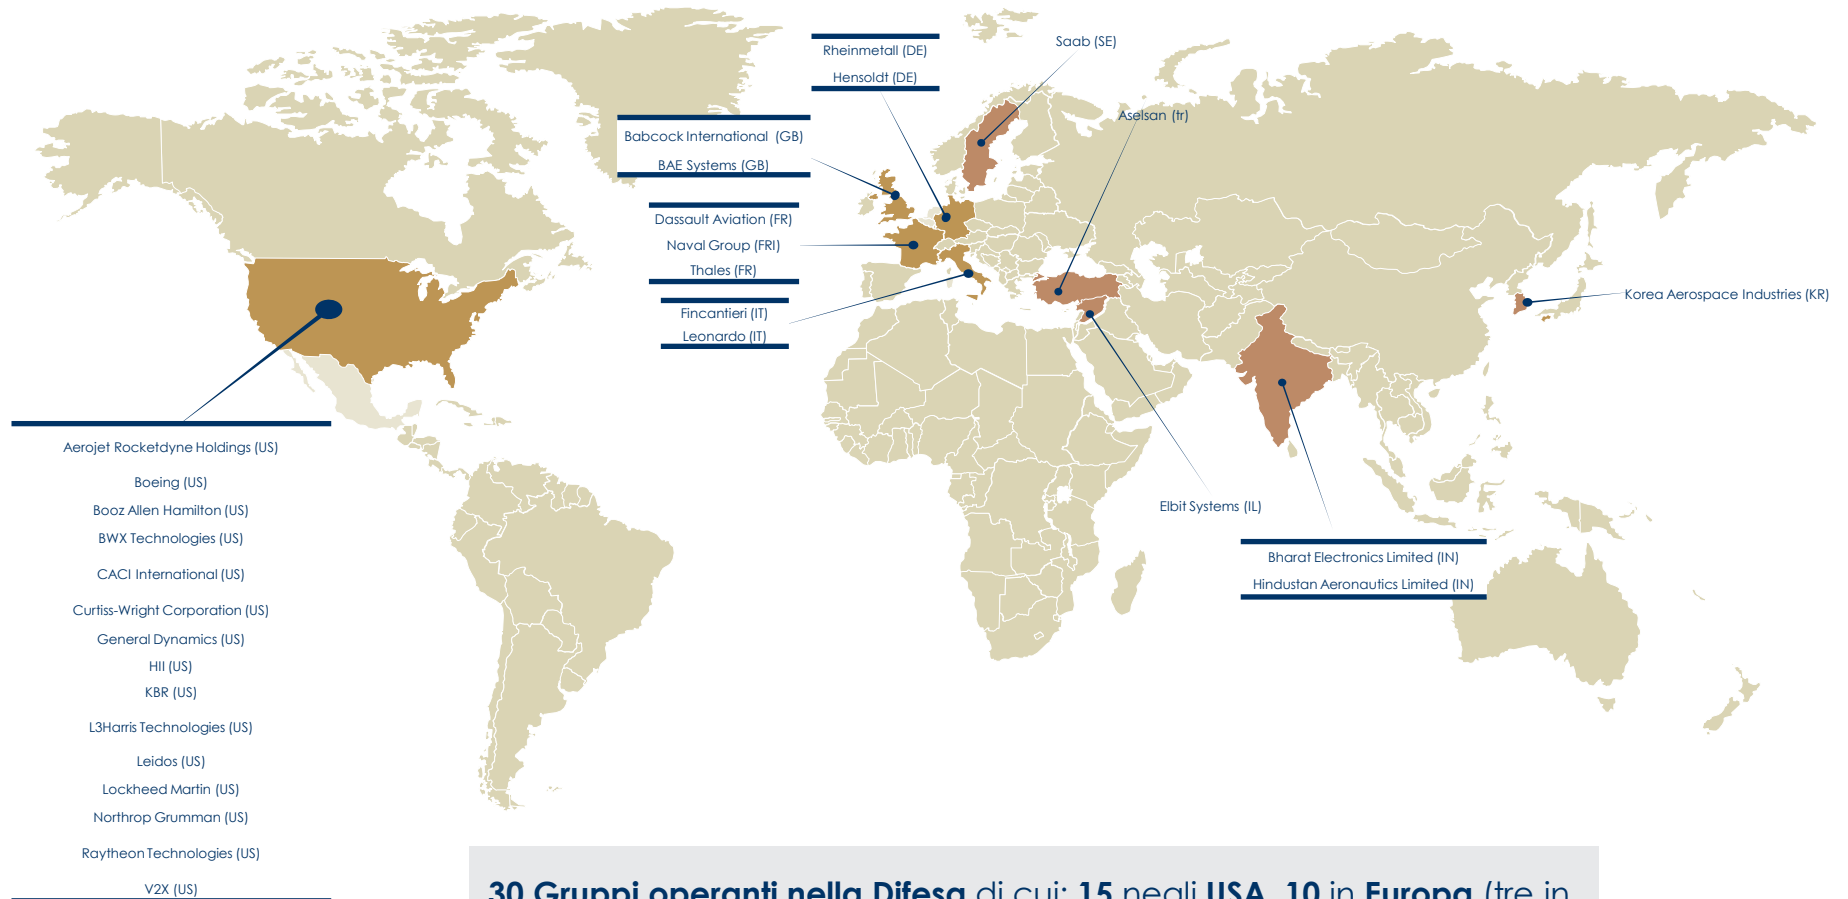 Rheinmetall (DE)
Hensoldt (DE)
Saab (SE)
Aselsan (tr)
Babcock International (GB)
BAE Systems (GB)
Dassault Aviation (FR)
Naval Group (FRI)
Thales (FR)
Fincantieri (IT)
Leonardo (IT)
Korea Aerospace Industries (KR)
Elbit Systems (IL)
Bharat Electronics Limited (IN)
Hindustan Aeronautics Limited (IN)
Aerojet Rocketdyne Holdings (US)
Boeing (US)
Booz Allen Hamilton (US)
BWX Technologies (US)
CACI International (US)
Curtiss-Wright Corporation (US)
General Dynamics (US)
HII (US)
KBR (US)
L3Harris Technologies (US)
Leidos (US)
Lockheed Martin (US)
Northrop Grumman (US)
Raytheon Technologies (US)
V2X (US)
30 Gruppi operanti nella Difesa di cui: 15 negli USA, 10 in Europa (tre in